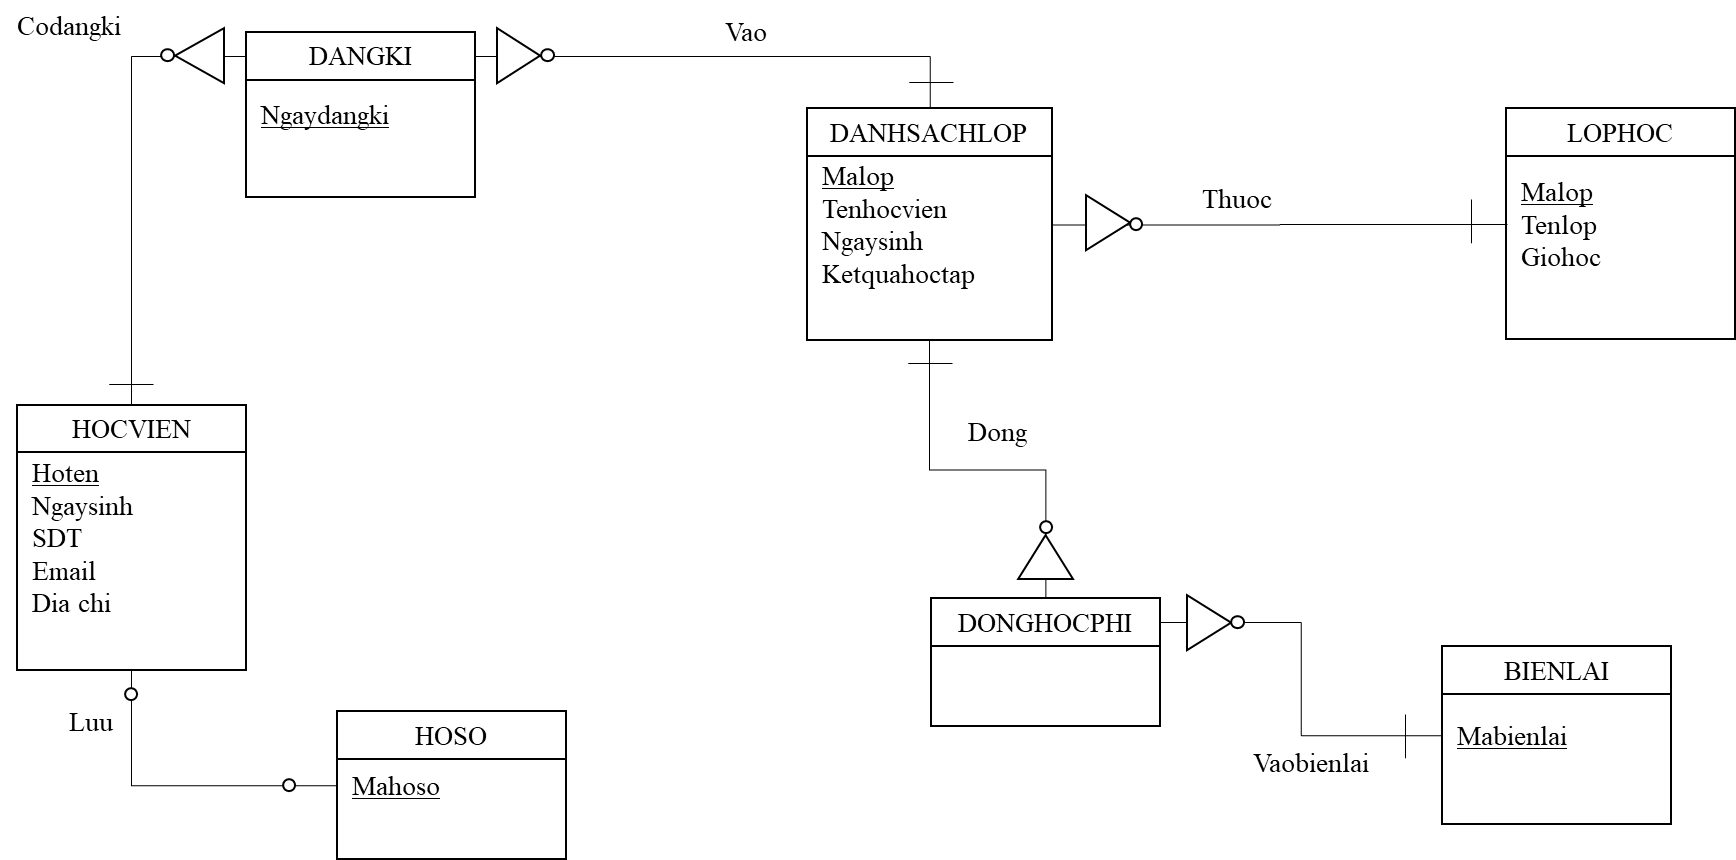 Codangki
Vao
DANGKI
Ngaydangki
DANHSACHLOP
Malop
Tenhocvien
Ngaysinh
Ketquahoctap
Thuoc
LOPHOC
Malop
Tenlop
Giohoc
HOCVIEN
Hoten
Ngaysinh
SDT
Email
Dia chi
Dong
DONGHOCPHI
BIENLAI
Mabienlai
Vaobienlai
Luu
HOSO
Mahoso